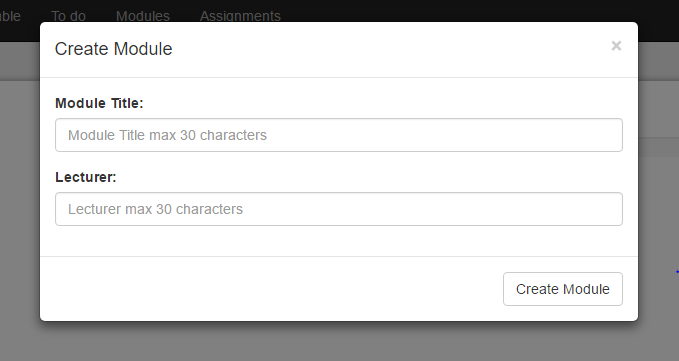 To do Modules Assignments
Create Module ×
Module Title:
Module Title max 30 characters
Lecturer:
Lecturer max 30 characters
Create Module